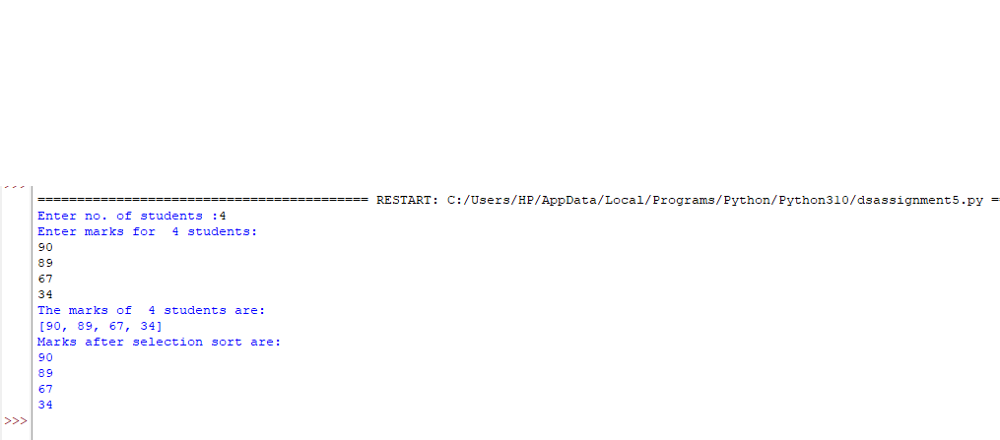 ============================================ RESTART: C:/Users/HP/AppData/Local/Programs/Python/Python310/dsassignment5.py =
Enter no. of students :4
Enter marks for  4 students:
90
89
67
34
The marks of  4 students are:
[90, 89, 67, 34]
Marks after selection sort are:
90
89
67
34
>>>